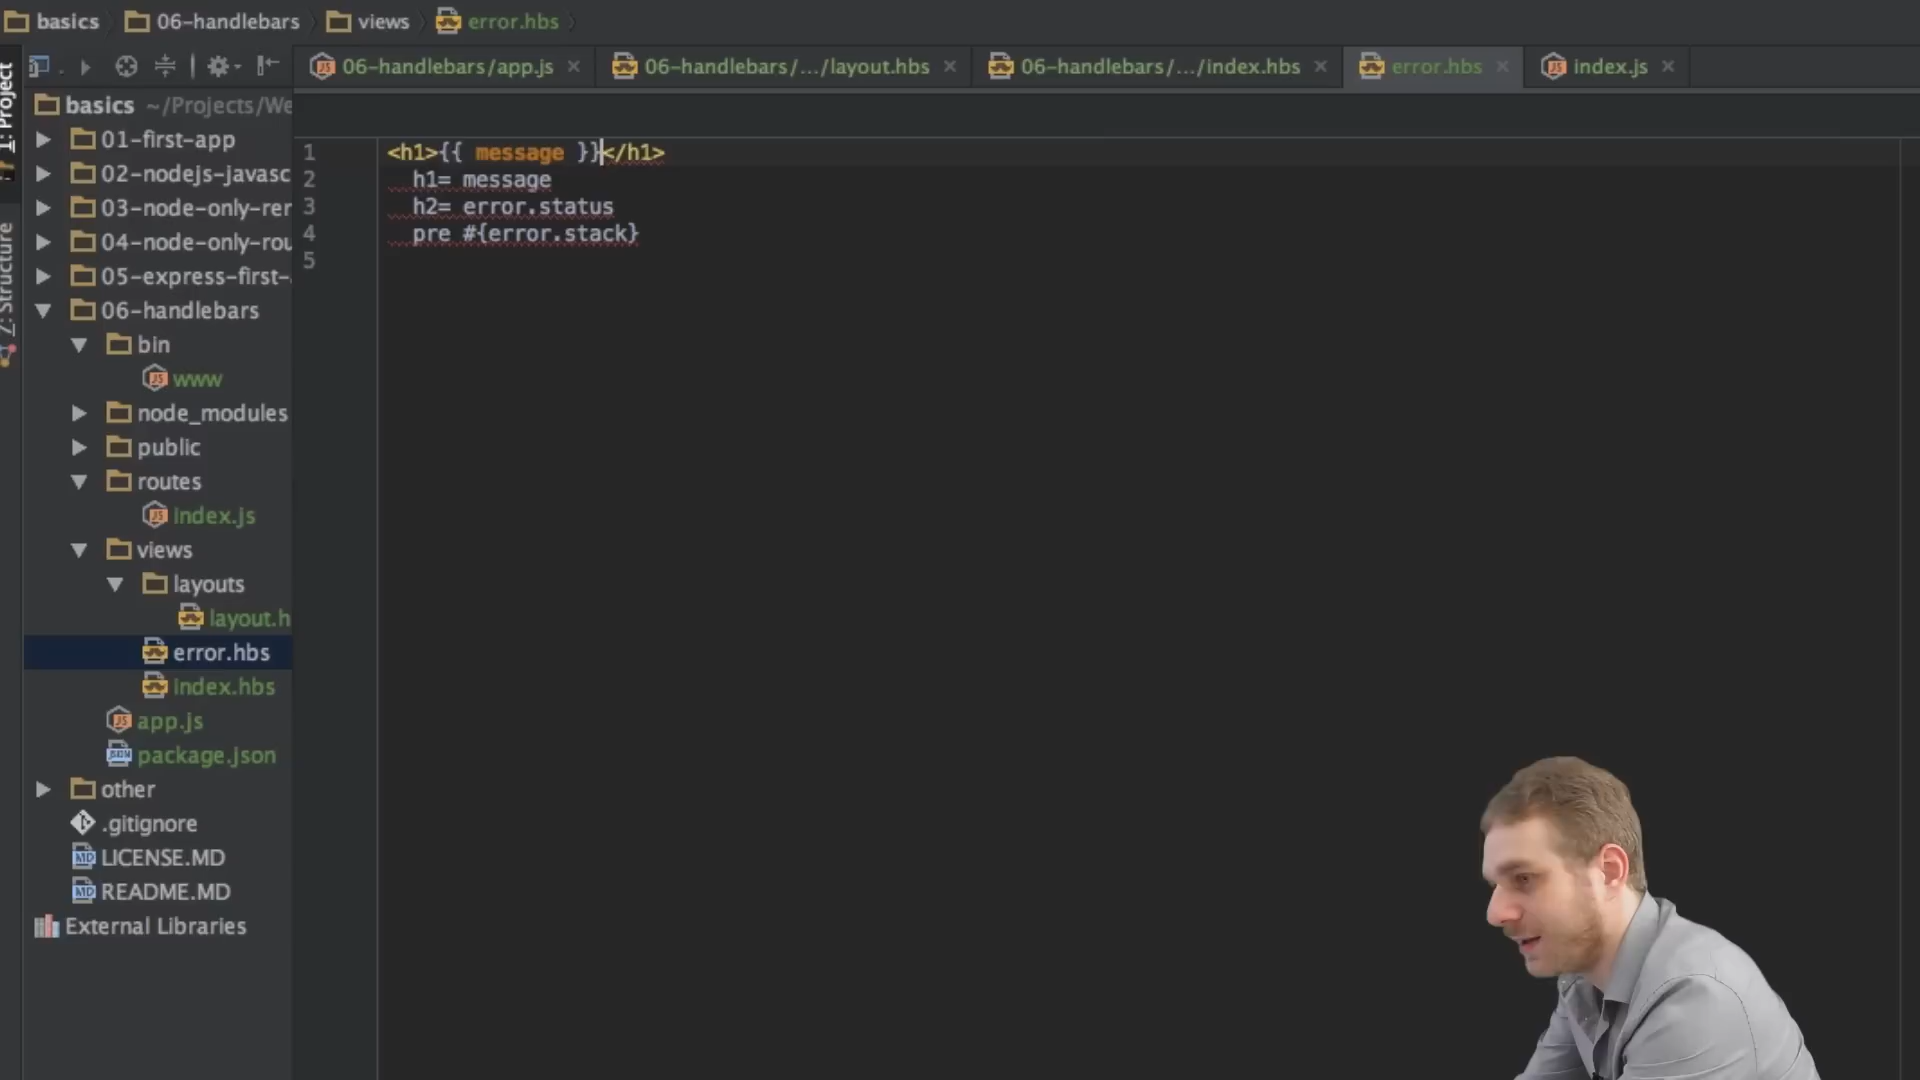 basics 06-handlebars views error.hbs
06-handlebars/app.js 06-handlebars/.../layout.hbs 06-handlebars/.../index.hbs error.hbs index.js
1: Project
Z: Structure
basics ~/Projects/We
01-first-app
02-nodejs-javasc
03-node-only-rer
04-node-only-rou
05-express-first-
06-handlebars
bin
www
node_modules
public
routes
index.js
views
layouts
layout.h
error.hbs
index.hbs
app.js
package.json
other
.gitignore
LICENSE.MD
README.MD
External Libraries
1 <h1>{{ message }}</h1>
2 h1= message
3 h2= error.status
4 pre #{error.stack}
5